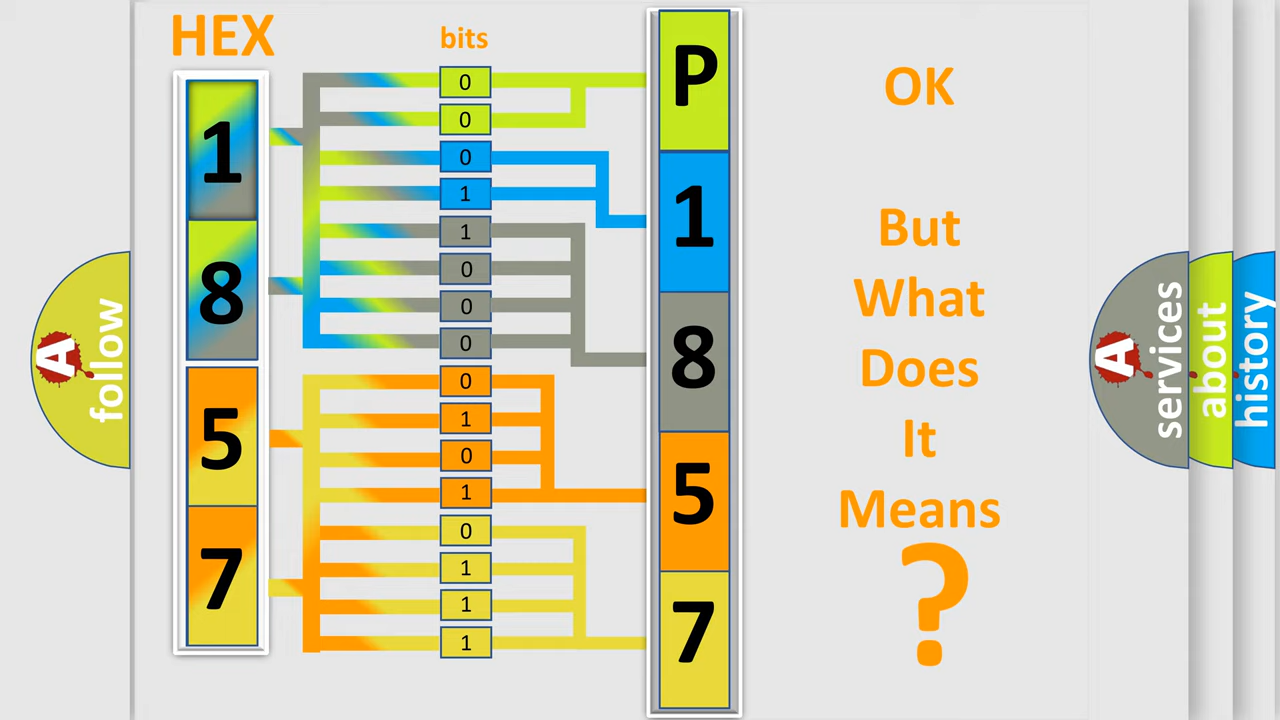 HEX
bits
1
8
5
7
0
0
0
1
1
0
0
0
0
1
0
1
0
1
1
1
P
1
8
5
7
OK
But
What
Does
It
Means
?
A
follow
A
services
about
history